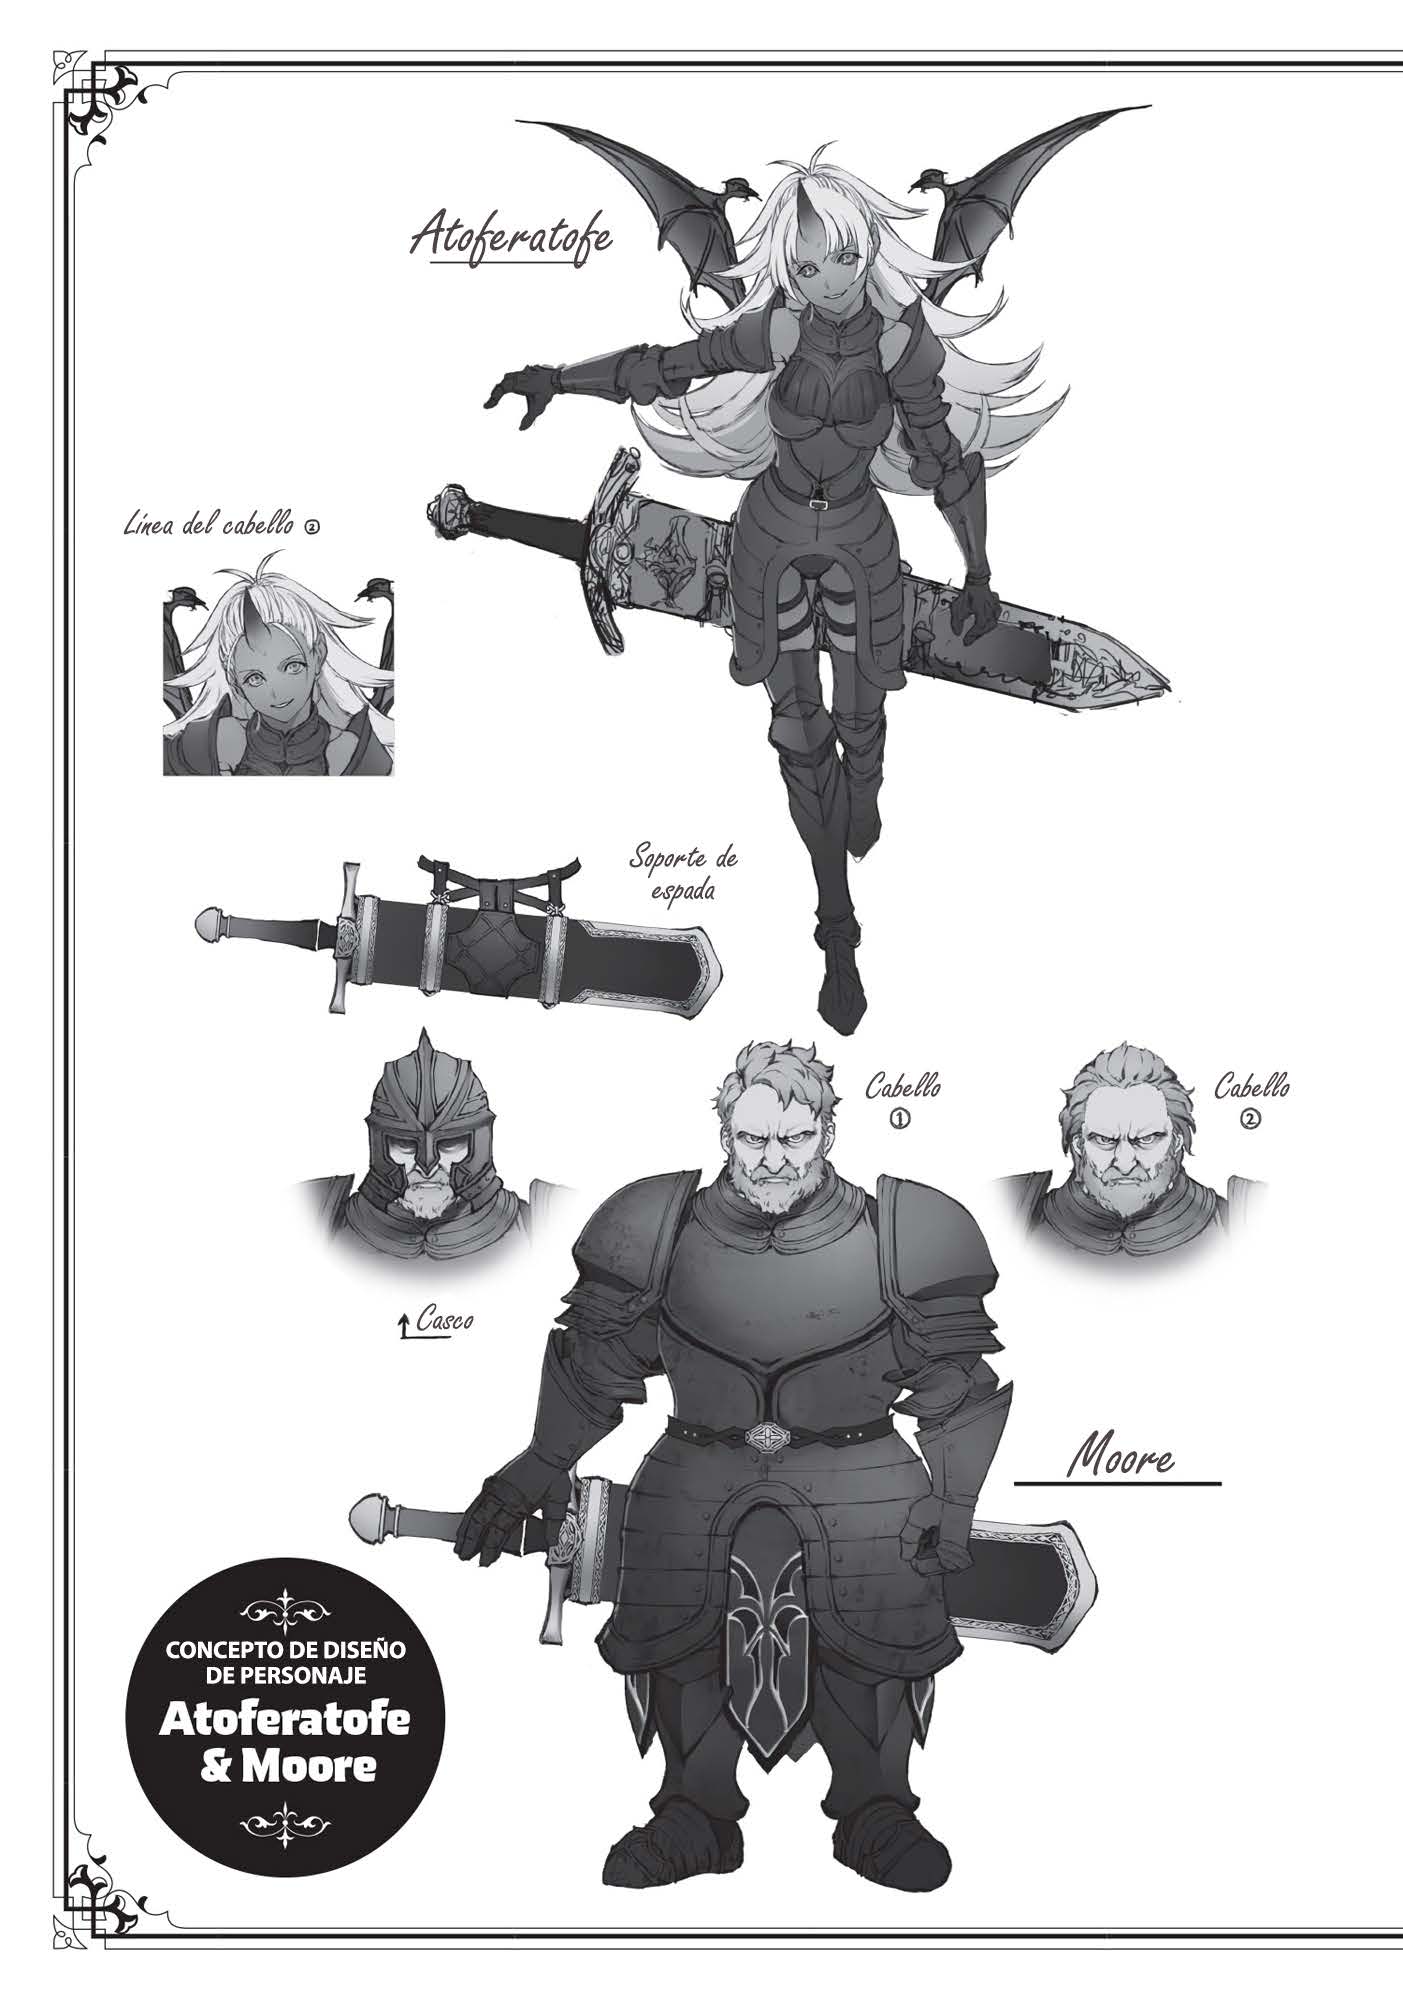 Atoferatofe
Línea del cabello ②
Soporte de
espada
Cabello
①
Cabello
②
Casco
Moore
CONCEPTO DE DISEÑO
DE PERSONAJE
Atoferatofe
& Moore